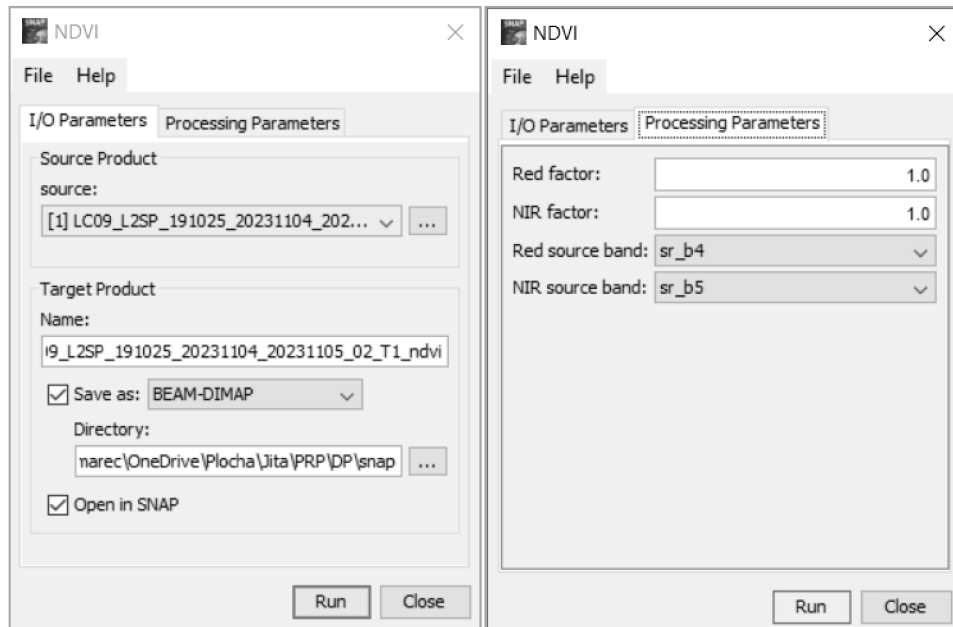 NDVI
File Help
I/O Parameters Processing Parameters
Source Product
source:
[1] LC09_L2SP_191025_20231104_202... ...
Target Product
Name:
)9_L2SP_191025_20231104_20231105_02_T1_ndvi
Save as: BEAM-DIMAP
Directory:
marec\OneDrive\Plocha\Jita\PRP\DP\snap ...
Open in SNAP
Run Close
NDVI
File Help
I/O Parameters Processing Parameters
Red factor: 1.0
NIR factor: 1.0
Red source band: sr_b4
NIR source band: sr_b5
Run Close